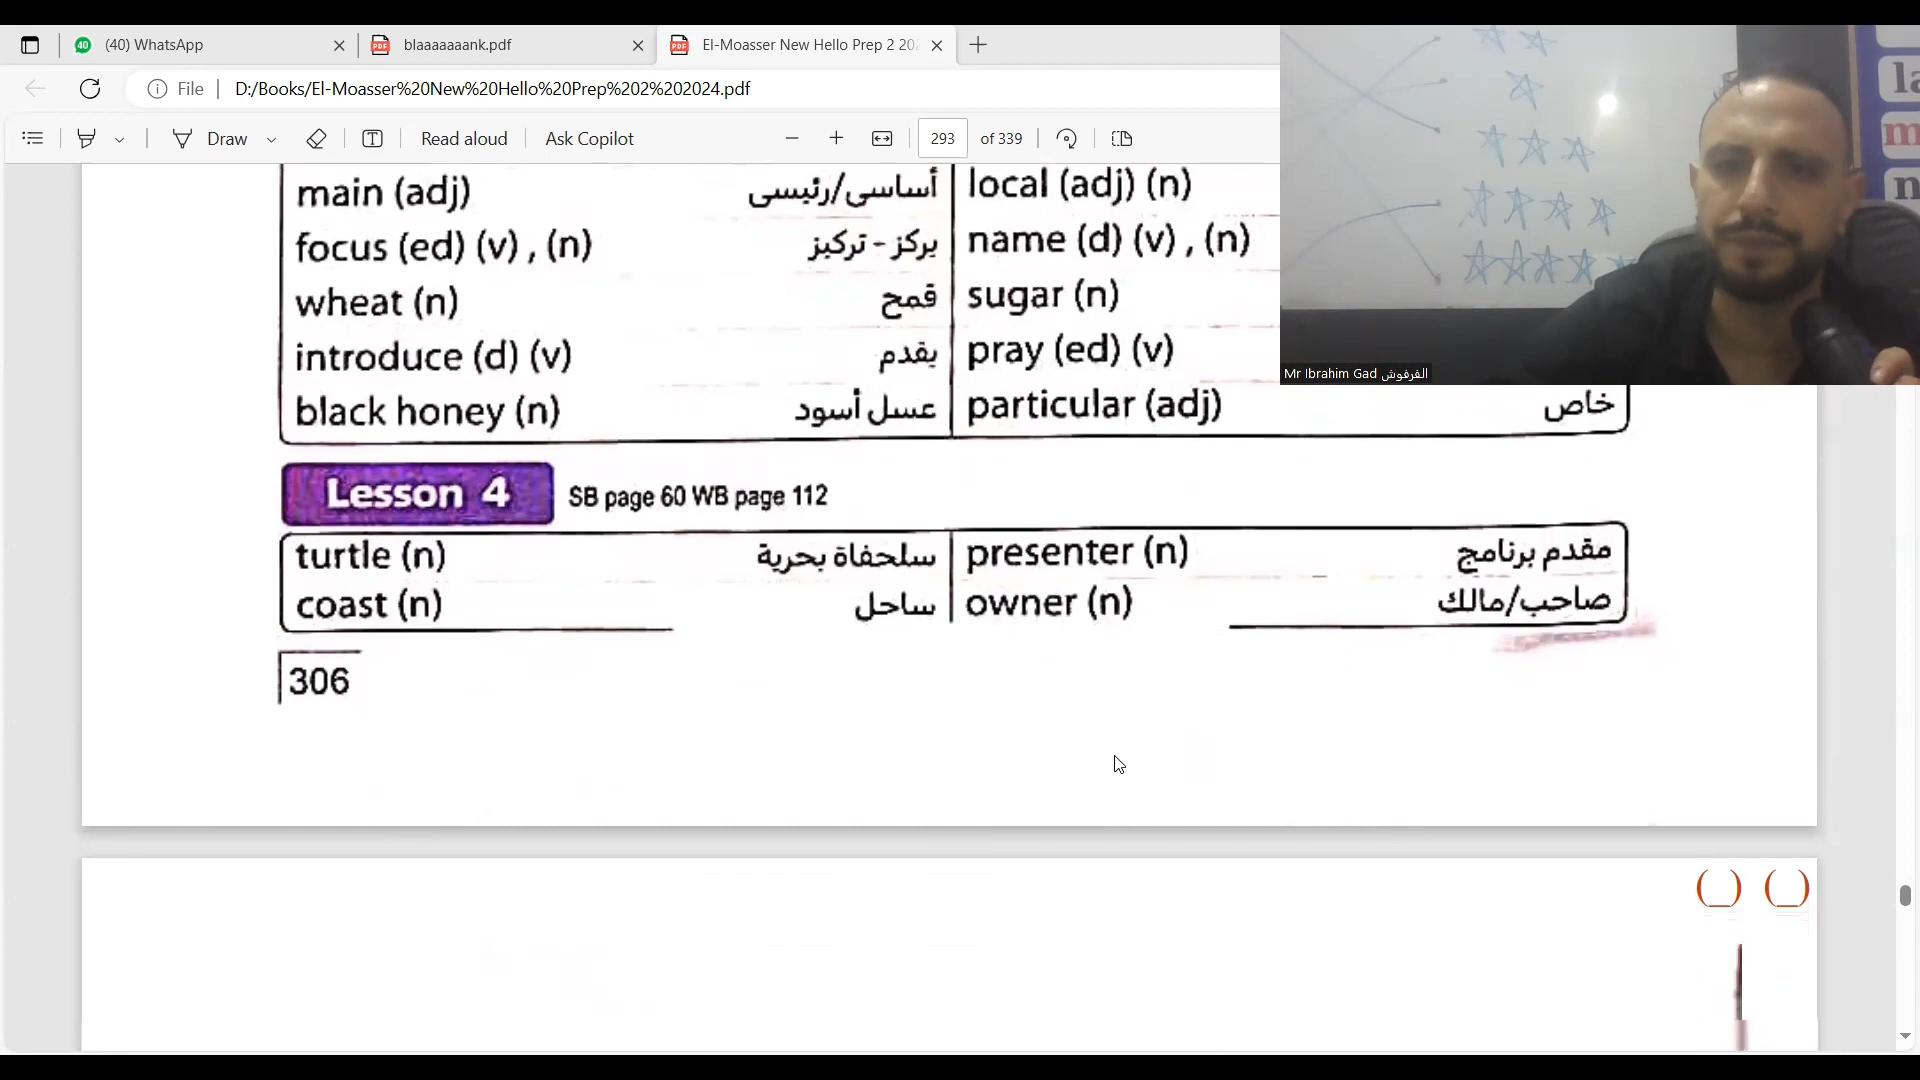 (40) WhatsApp
blaaaaaaank.pdf
El-Moasser New Hello Prep 2 202
File
D:/Books/El-Moasser%20New%20Hello%20Prep%202%202024.pdf
Draw
Read aloud
Ask Copilot
293
of 339
main (adj) أساسى/رئيسى local (adj) (n)
focus (ed) (v) , (n) يركز - تركيز name (d) (v) , (n)
wheat (n) قمح sugar (n)
introduce (d) (v) يقدم pray (ed) (v)
black honey (n) عسل أسود particular (adj) خاص
Mr Ibrahim Gad الفرفوش
Lesson 4 SB page 60 WB page 112
turtle (n) سلحفاة بحرية presenter (n) مقدم برنامج
coast (n) ساحل owner (n) صاحب/مالك
306
(_) (_)
la
m
n